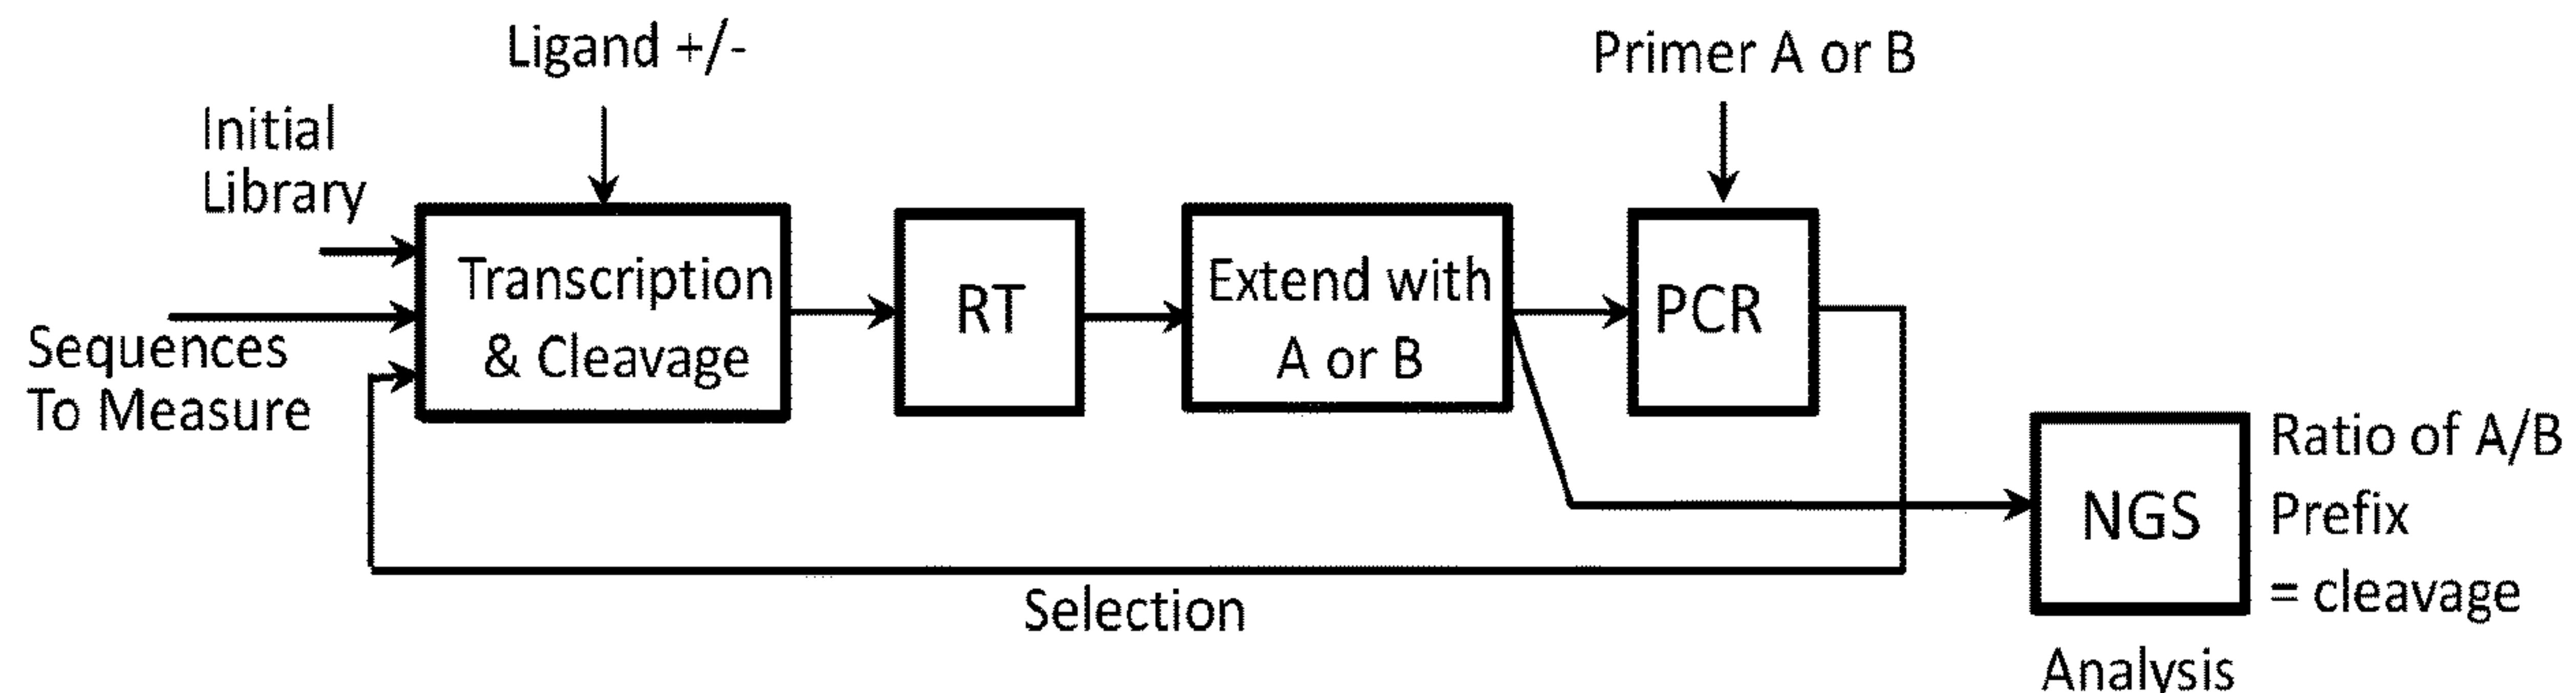 Ligand +/-
Primer A or B
Initial
Library
Transcription
& Cleavage
RT
Extend with
A or B
PCR
Sequences
To Measure
NGS
Ratio of A/B
Prefix
= cleavage
Selection
Analysis